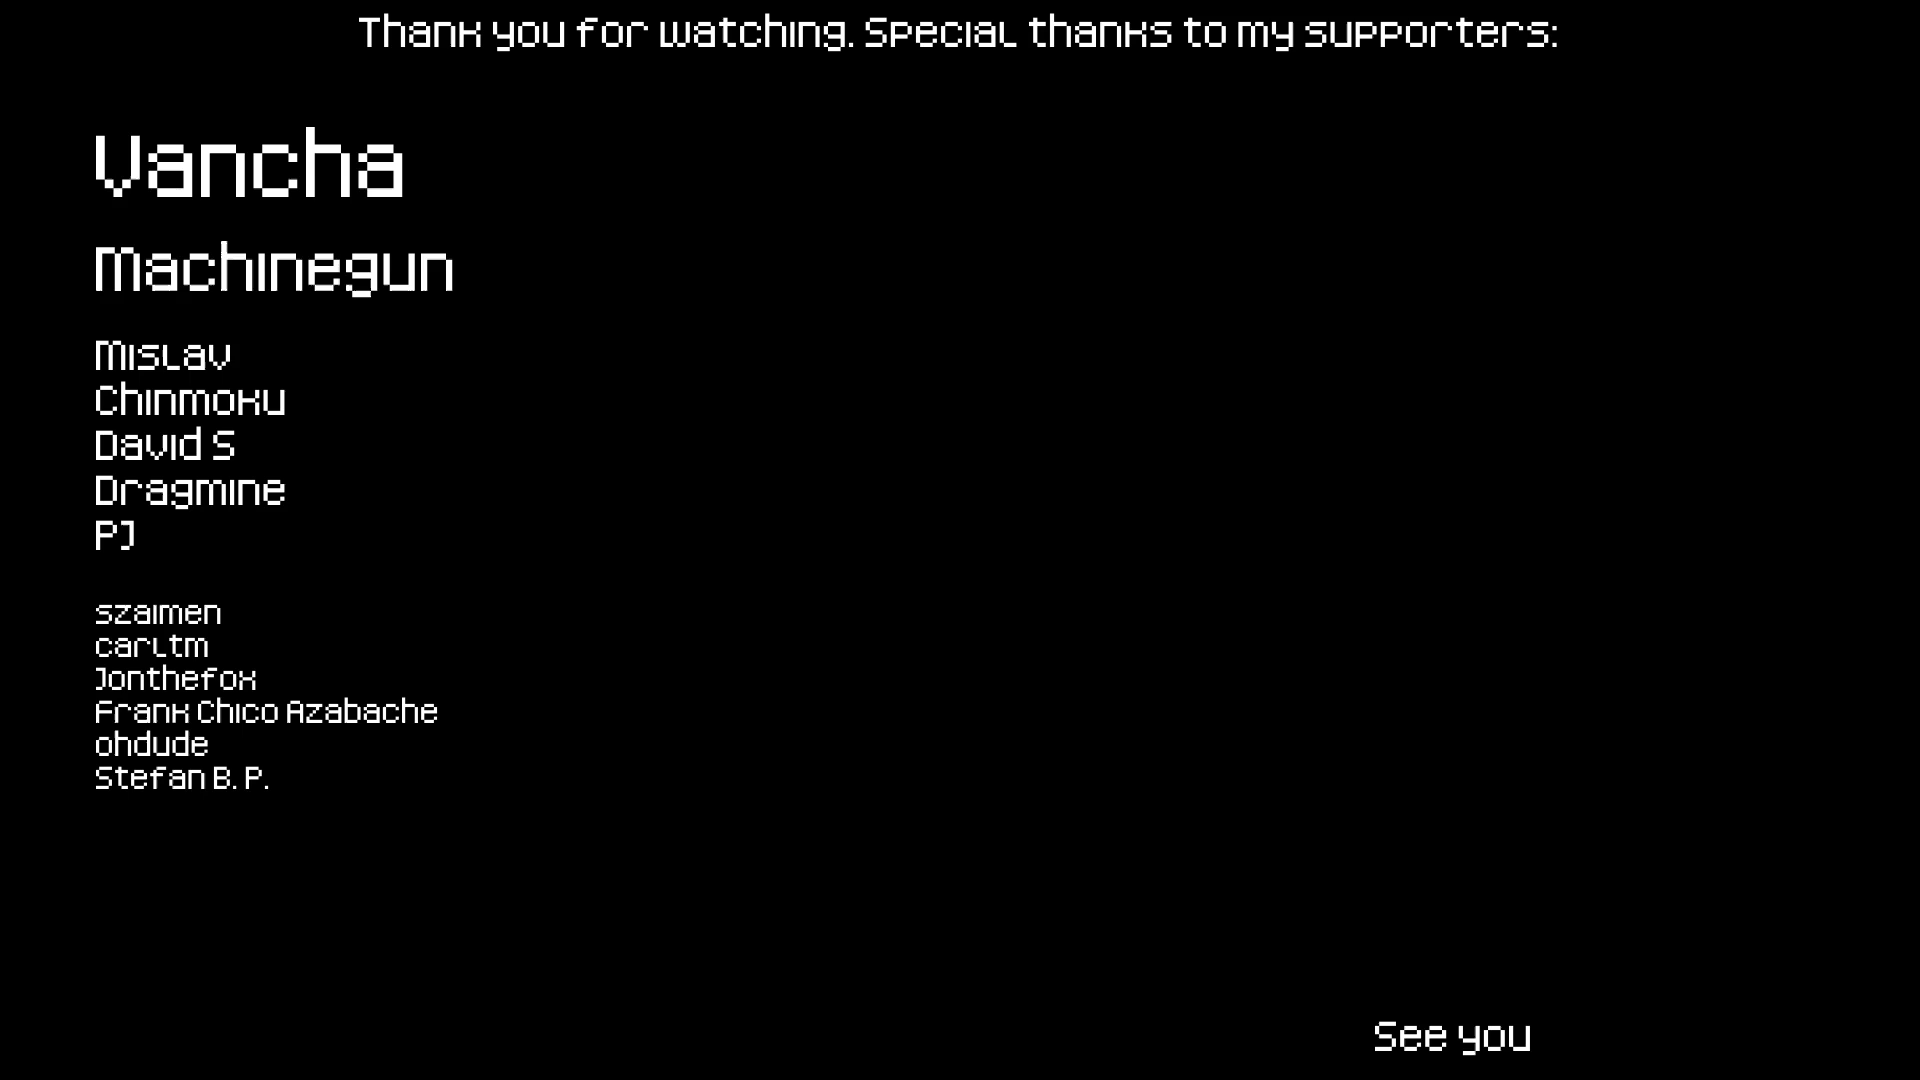 Thank you for watching. Special thanks to my supporters:
Vancha
Machinegun
Mislav
Chinmoku
David S
Dragmine
PJ
szaimen
carltm
Jonthefox
Frank Chico Azabache
ohdude
Stefan B. P.
See you